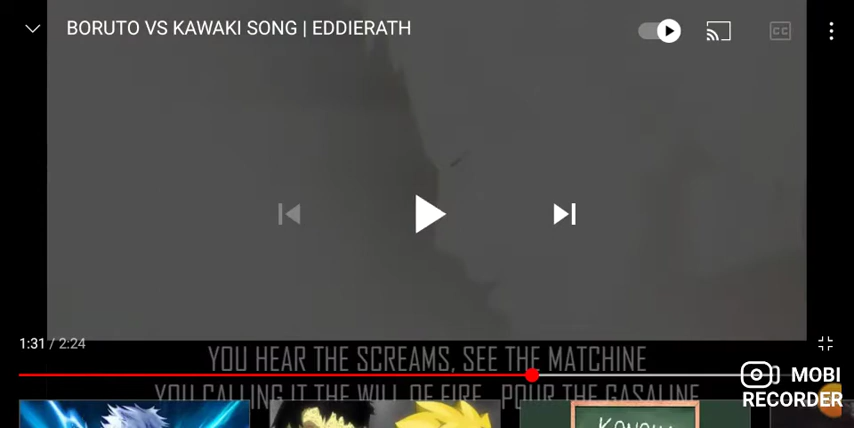 BORUTO VS KAWAKI SONG | EDDIERATH
CC
1:31 / 2:24
YOU HEAR THE SCREAMS, SEE THE MATCHINE
YOU CALLING IT THE WILL OF FIRE, POUR THE GASALINE
MOBI
RECORDER